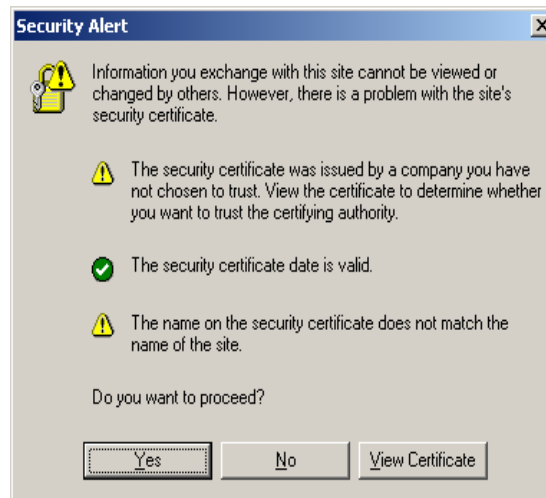 Security Alert
Information you exchange with this site cannot be viewed or
changed by others. However, there is a problem with the site's
security certificate.
The security certificate was issued by a company you have
not chosen to trust. View the certificate to determine whether
you want to trust the certifying authority.
The security certificate date is valid.
The name on the security certificate does not match the
name of the site.
Do you want to proceed?
Yes No View Certificate